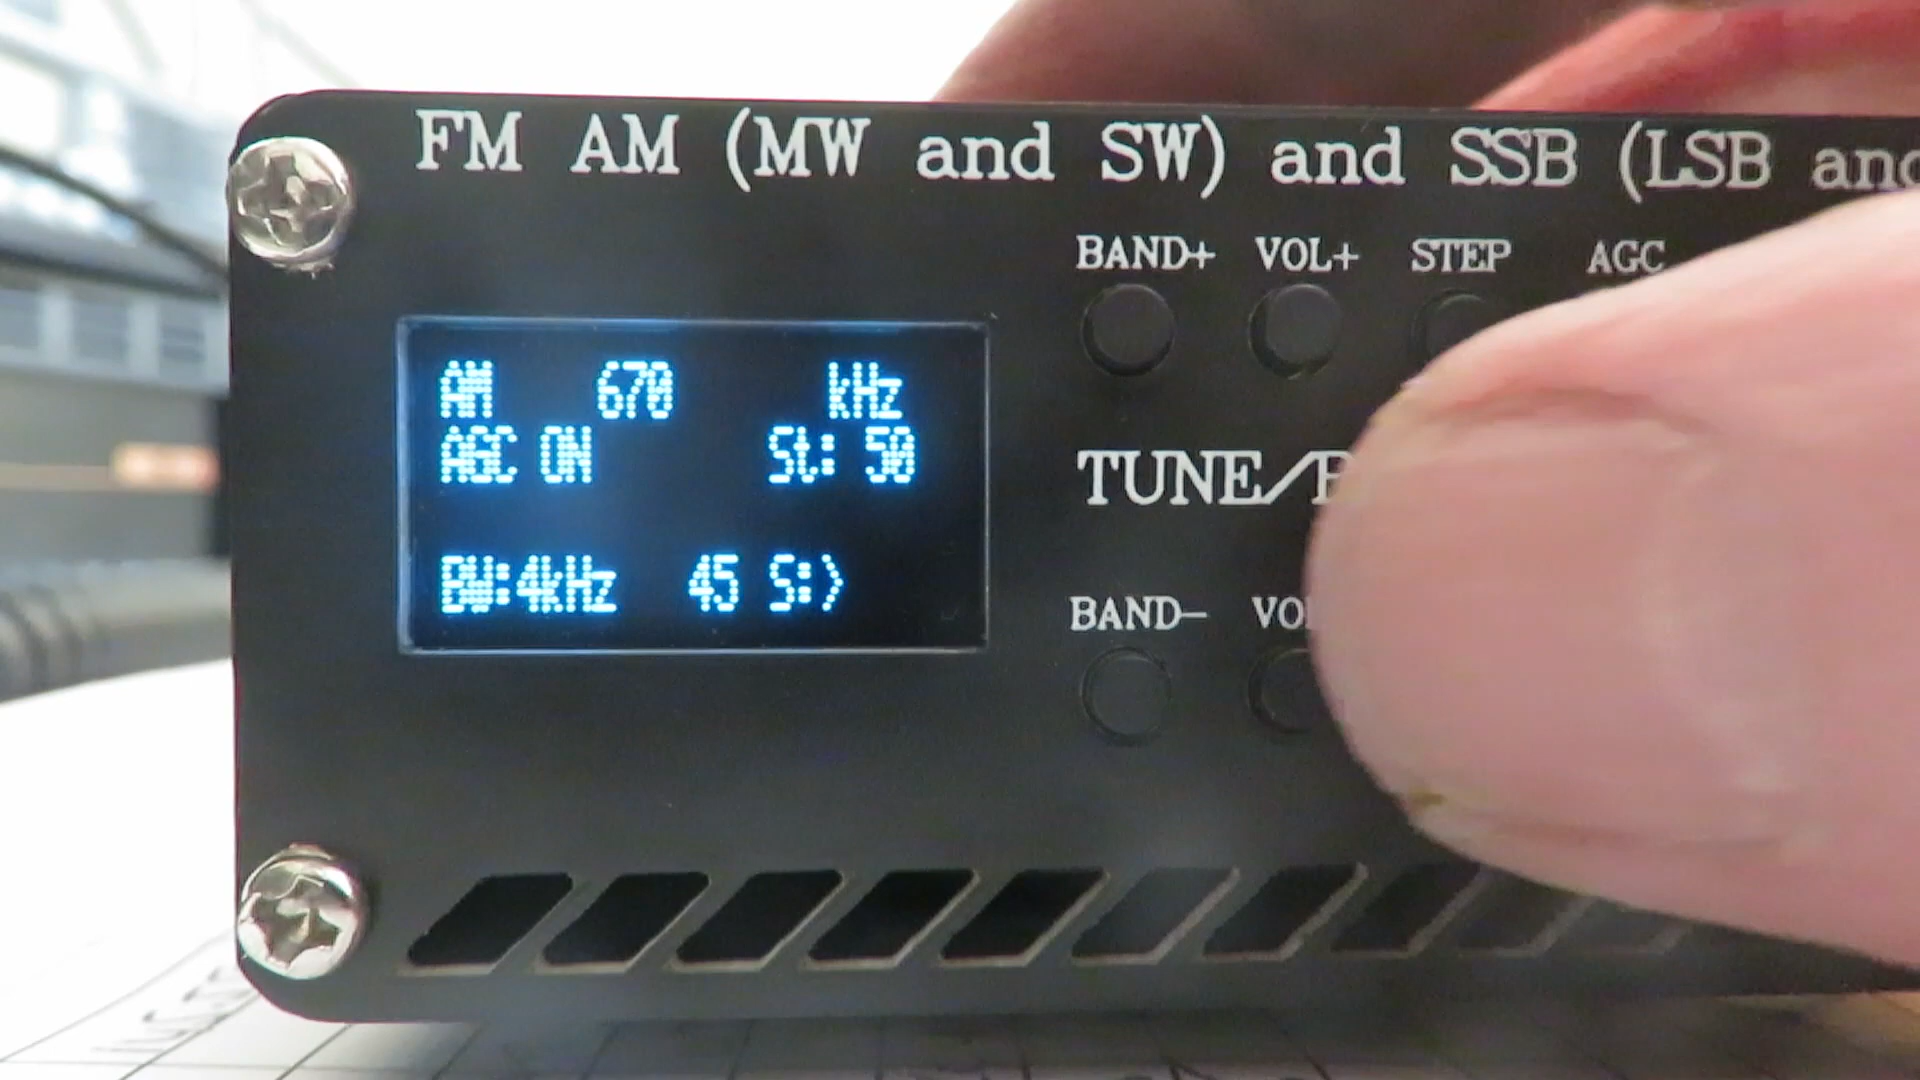 FM AM (MW and SW) and SSB (LSB and
BAND+ VOL+ STEP AGC
AM 670 kHz
AGC ON St: 50
TUNE/
BW:4kHz 45 S:>
BAND-